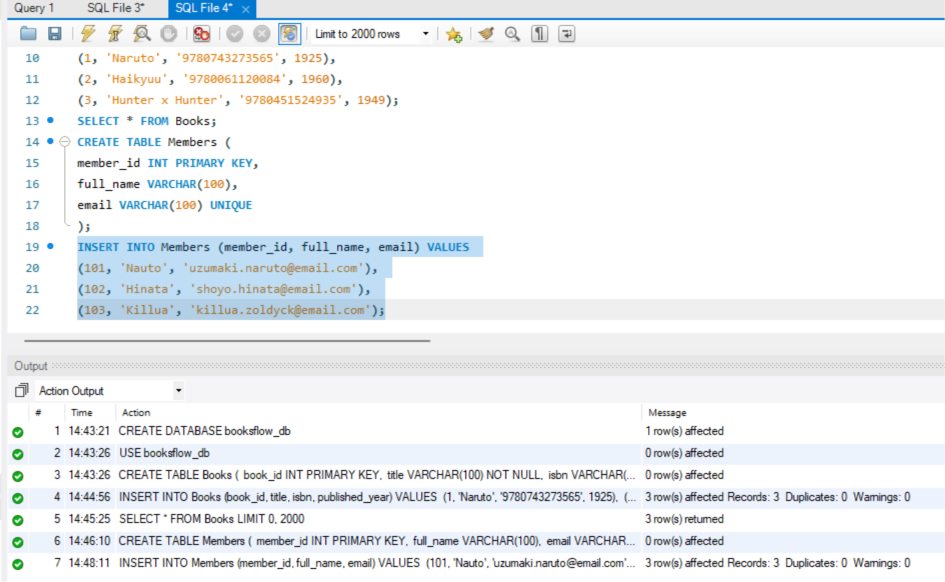 Query 1 SQL File 3* SQL File 4* ×
Limit to 2000 rows
10 (1, 'Naruto', '9780743273565', 1925),
11 (2, 'Haikyuu', '9780061120084', 1960),
12 (3, 'Hunter x Hunter', '9780451524935', 1949);
13 SELECT * FROM Books;
14 CREATE TABLE Members (
15 member_id INT PRIMARY KEY,
16 full_name VARCHAR(100),
17 email VARCHAR(100) UNIQUE
18 );
19 INSERT INTO Members (member_id, full_name, email) VALUES
20 (101, 'Nauto', 'uzumaki.naruto@email.com'),
21 (102, 'Hinata', 'shoyo.hinata@email.com'),
22 (103, 'Killua', 'killua.zoldyck@email.com');
Output
Action Output
# Time Action Message
1 14:43:21 CREATE DATABASE booksflow_db 1 row(s) affected
2 14:43:26 USE booksflow_db 0 row(s) affected
3 14:43:26 CREATE TABLE Books ( book_id INT PRIMARY KEY, title VARCHAR(100) NOT NULL, isbn VARCHAR(... 0 row(s) affected
4 14:44:56 INSERT INTO Books (book_id, title, isbn, published_year) VALUES (1, 'Naruto', '9780743273565', 1925), (... 3 row(s) affected Records: 3 Duplicates: 0 Warnings: 0
5 14:45:25 SELECT * FROM Books LIMIT 0, 2000 3 row(s) returned
6 14:46:10 CREATE TABLE Members ( member_id INT PRIMARY KEY, full_name VARCHAR(100), email VARCHAR... 0 row(s) affected
7 14:48:11 INSERT INTO Members (member_id, full_name, email) VALUES (101, 'Nauto', 'uzumaki.naruto@email.com'... 3 row(s) affected Records: 3 Duplicates: 0 Warnings: 0